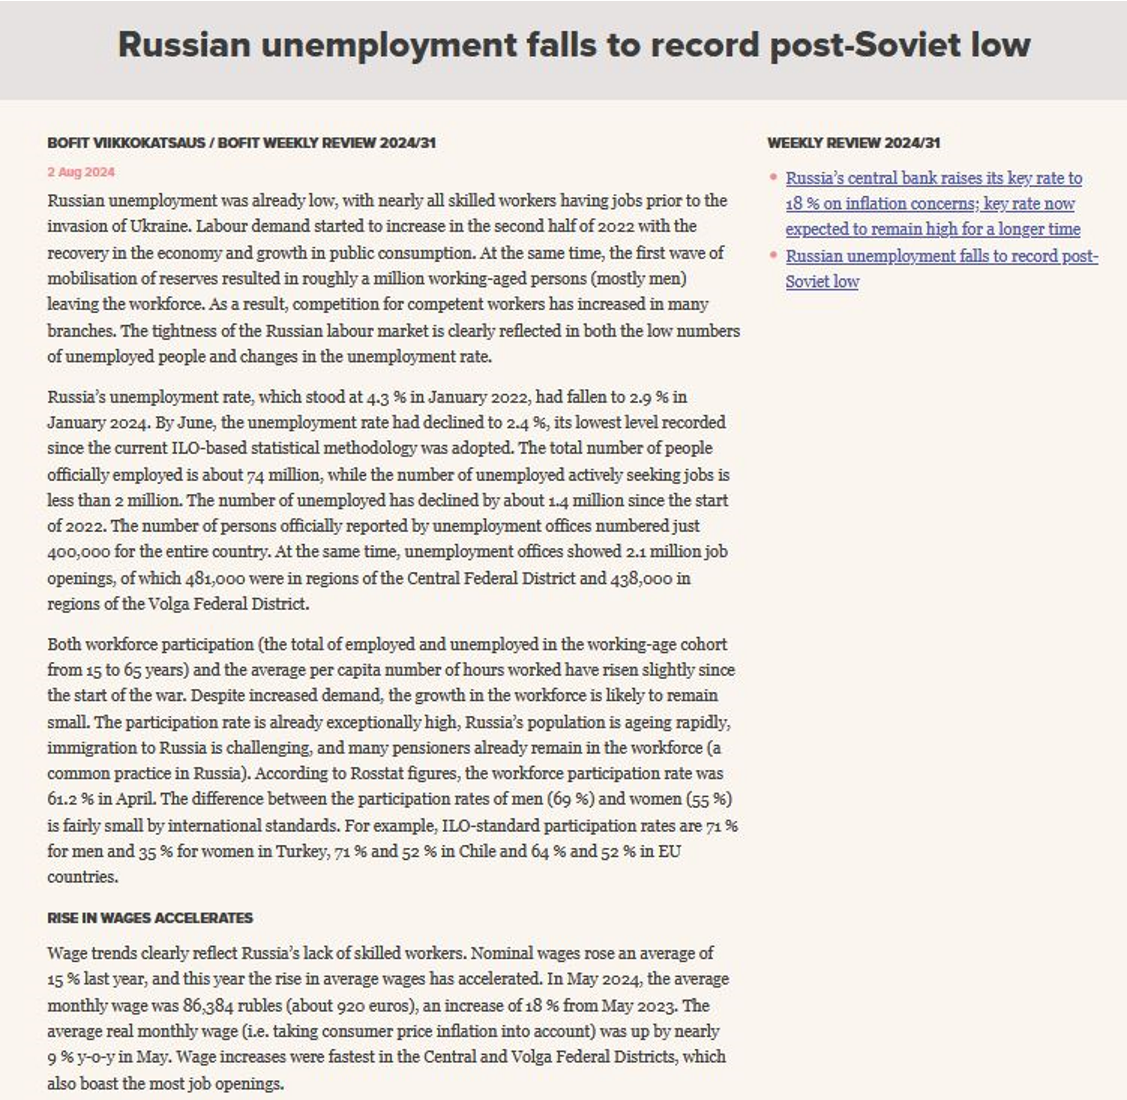 Russian unemployment falls to record post-Soviet low
BOFIT VIIKKOKATSAUS / BOFIT WEEKLY REVIEW 2024/31
2 Aug 2024
Russian unemployment was already low, with nearly all skilled workers having jobs prior to the
invasion of Ukraine. Labour demand started to increase in the second half of 2022 with the
recovery in the economy and growth in public consumption. At the same time, the first wave of
mobilisation of reserves resulted in roughly a million working-aged persons (mostly men)
leaving the workforce. As a result, competition for competent workers has increased in many
branches. The tightness of the Russian labour market is clearly reflected in both the low numbers
of unemployed people and changes in the unemployment rate.
Russia's unemployment rate, which stood at 4.3 % in January 2022, had fallen to 2.9 % in
January 2024. By June, the unemployment rate had declined to 2.4 %, its lowest level recorded
since the current ILO-based statistical methodology was adopted. The total number of people
officially employed is about 74 million, while the number of unemployed actively seeking jobs is
less than 2 million. The number of unemployed has declined by about 1.4 million since the start
of 2022. The number of persons officially reported by unemployment offices numbered just
400,000 for the entire country. At the same time, unemployment offices showed 2.1 million job
openings, of which 481,000 were in regions of the Central Federal District and 438,000 in
regions of the Volga Federal District.
Both workforce participation (the total of employed and unemployed in the working-age cohort
from 15 to 65 years) and the average per capita number of hours worked have risen slightly since
the start of the war. Despite increased demand, the growth in the workforce is likely to remain
small. The participation rate is already exceptionally high, Russia's population is ageing rapidly,
immigration to Russia is challenging, and many pensioners already remain in the workforce (a
common practice in Russia). According to Rosstat figures, the workforce participation rate was
61.2 % in April. The difference between the participation rates of men (69 %) and women (55 %)
is fairly small by international standards. For example, ILO-standard participation rates are 71 %
for men and 35 % for women in Turkey, 71 % and 52 % in Chile and 64 % and 52 % in EU
countries.
RISE IN WAGES ACCELERATES
Wage trends clearly reflect Russia's lack of skilled workers. Nominal wages rose an average of
15 % last year, and this year the rise in average wages has accelerated. In May 2024, the average
monthly wage was 86,384 rubles (about 920 euros), an increase of 18 % from May 2023. The
average real monthly wage (i.e. taking consumer price inflation into account) was up by nearly
9 % y-o-y in May. Wage increases were fastest in the Central and Volga Federal Districts, which
also boast the most job openings.
WEEKLY REVIEW 2024/31
• Russia's central bank raises its key rate to
18 % on inflation concerns; key rate now
expected to remain high for a longer time
• Russian unemployment falls to record post-
Soviet low